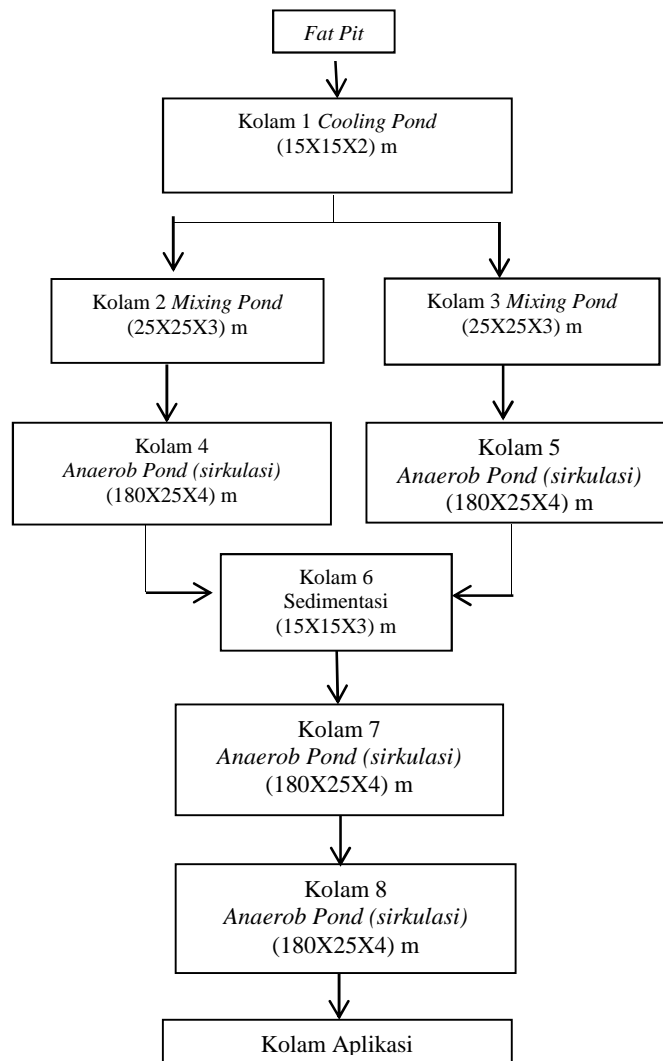 Fat Pit
Kolam 1 Cooling Pond
(15X15X2) m
Kolam 2 Mixing Pond
(25X25X3) m
Kolam 3 Mixing Pond
(25X25X3) m
Kolam 4
Anaerob Pond (sirkulasi)
(180X25X4) m
Kolam 5
Anaerob Pond (sirkulasi)
(180X25X4) m
Kolam 6
Sedimentasi
(15X15X3) m
Kolam 7
Anaerob Pond (sirkulasi)
(180X25X4) m
Kolam 8
Anaerob Pond (sirkulasi)
(180X25X4) m
Kolam Aplikasi